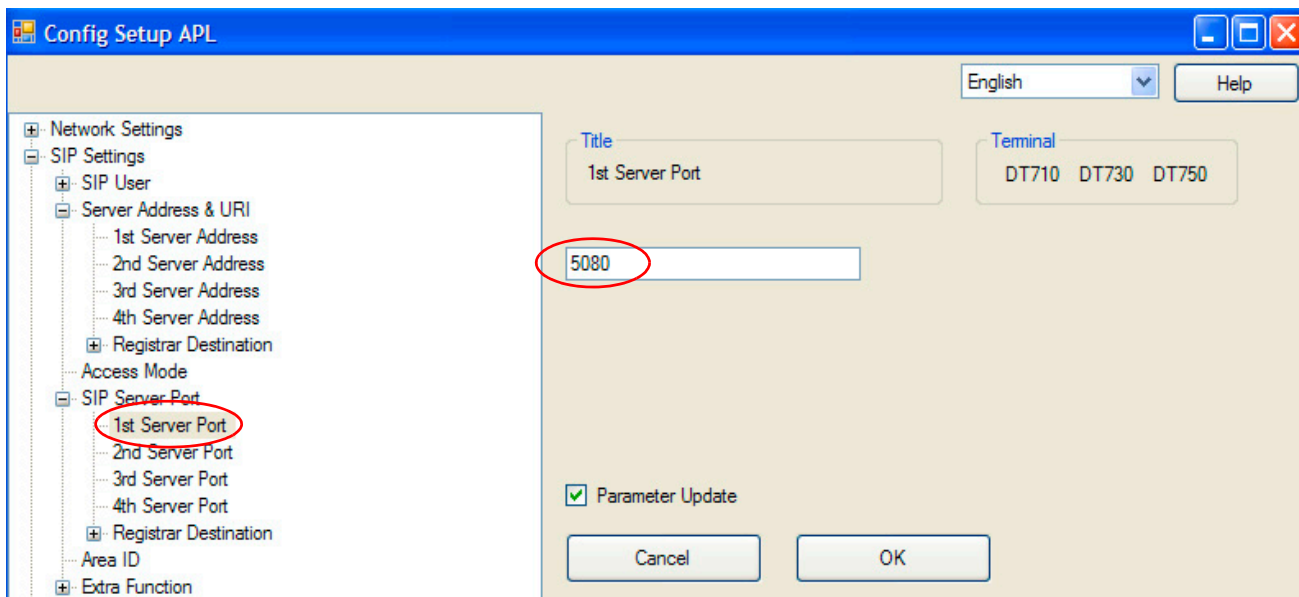 Config Setup APL
English
Help
Network Settings
SIP Settings
SIP User
Server Address & URI
1st Server Address
2nd Server Address
3rd Server Address
4th Server Address
Registrar Destination
Access Mode
SIP Server Port
1st Server Port
2nd Server Port
3rd Server Port
4th Server Port
Registrar Destination
Area ID
Extra Function
Title
1st Server Port
Terminal
DT710 DT730 DT750
5080
Parameter Update
Cancel
OK